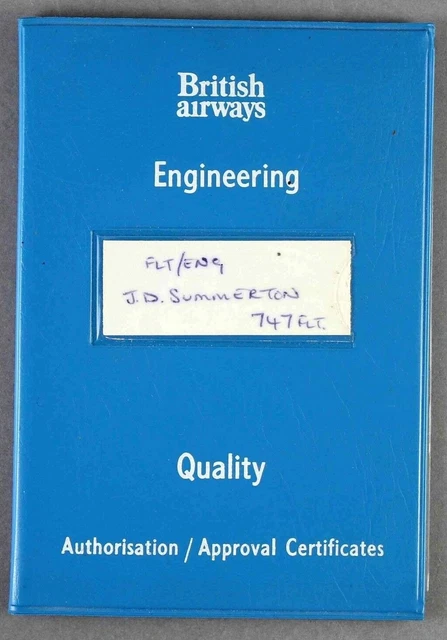 British
airways
Engineering
FLT/ENG
J.D. SUMMERTON
747 FLT.
Quality
Authorisation / Approval Certificates